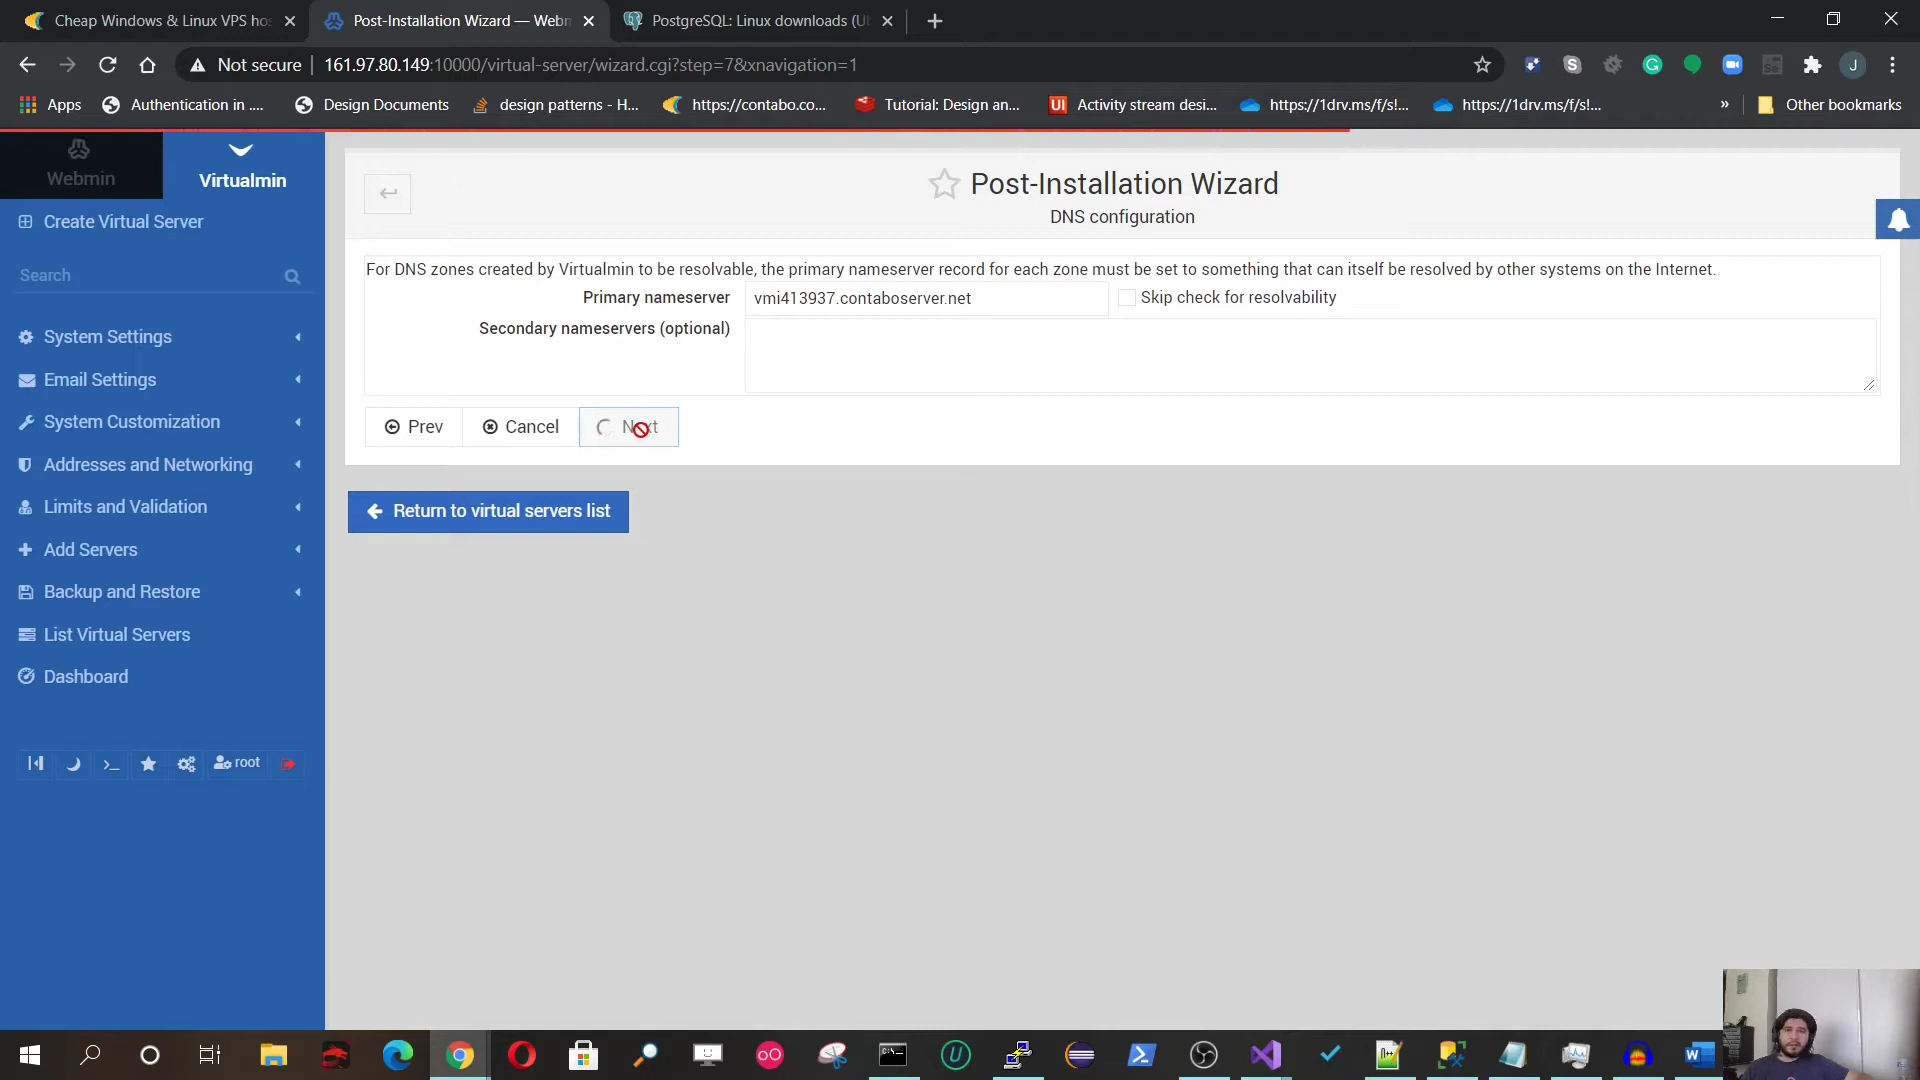 Cheap Windows & Linux VPS ho
Post-Installation Wizard — Webm
PostgreSQL: Linux downloads (U
Not secure
161.97.80.149:10000/virtual-server/wizard.cgi?step=7&xnavigation=1
Apps
Authentication in ....
Design Documents
design patterns - H...
https://contabo.co...
Tutorial: Design an...
Activity stream desi...
https://1drv.ms/f/s!...
https://1drv.ms/f/s!...
»
Other bookmarks
Webmin
Virtualmin
Create Virtual Server
Search
System Settings
Email Settings
System Customization
Addresses and Networking
Limits and Validation
Add Servers
Backup and Restore
List Virtual Servers
Dashboard
root
Post-Installation Wizard
DNS configuration
For DNS zones created by Virtualmin to be resolvable, the primary nameserver record for each zone must be set to something that can itself be resolved by other systems on the Internet.
Primary nameserver
vmi413937.contaboserver.net
Skip check for resolvability
Secondary nameservers (optional)
Prev
Cancel
Next
Return to virtual servers list